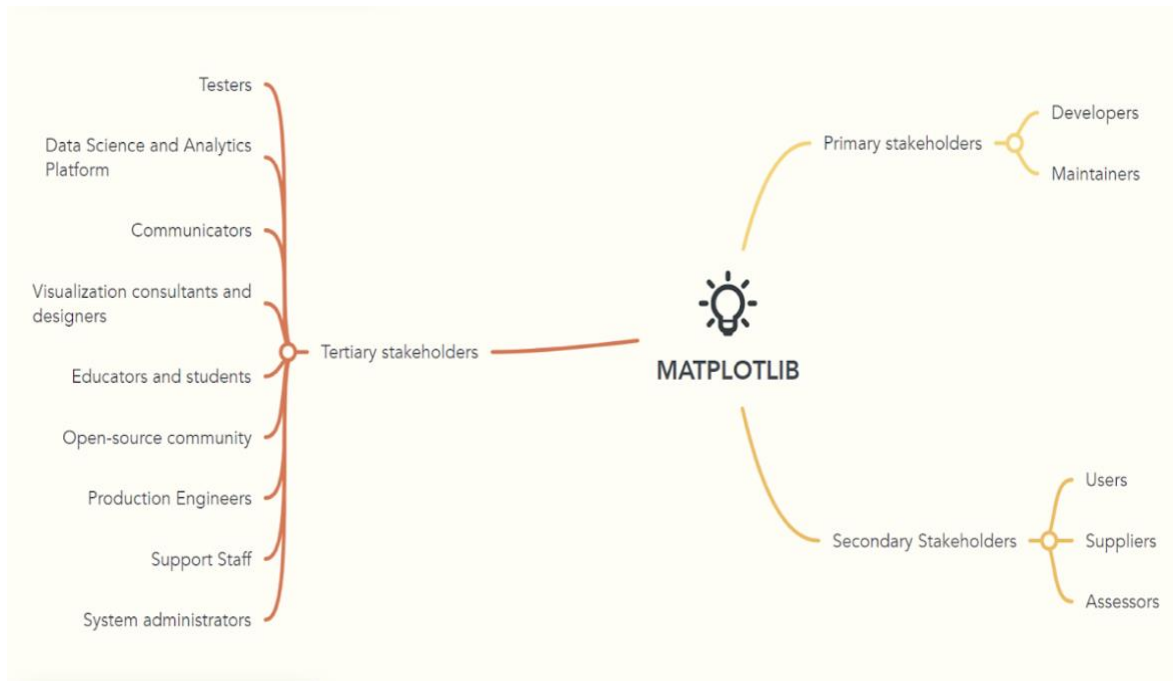 Testers
Data Science and Analytics
Platform
Communicators
Visualization consultants and
designers
Educators and students
Open-source community
Production Engineers
Support Staff
System administrators
Tertiary stakeholders
MATPLOTLIB
Primary stakeholders
Developers
Maintainers
Secondary Stakeholders
Users
Suppliers
Assessors